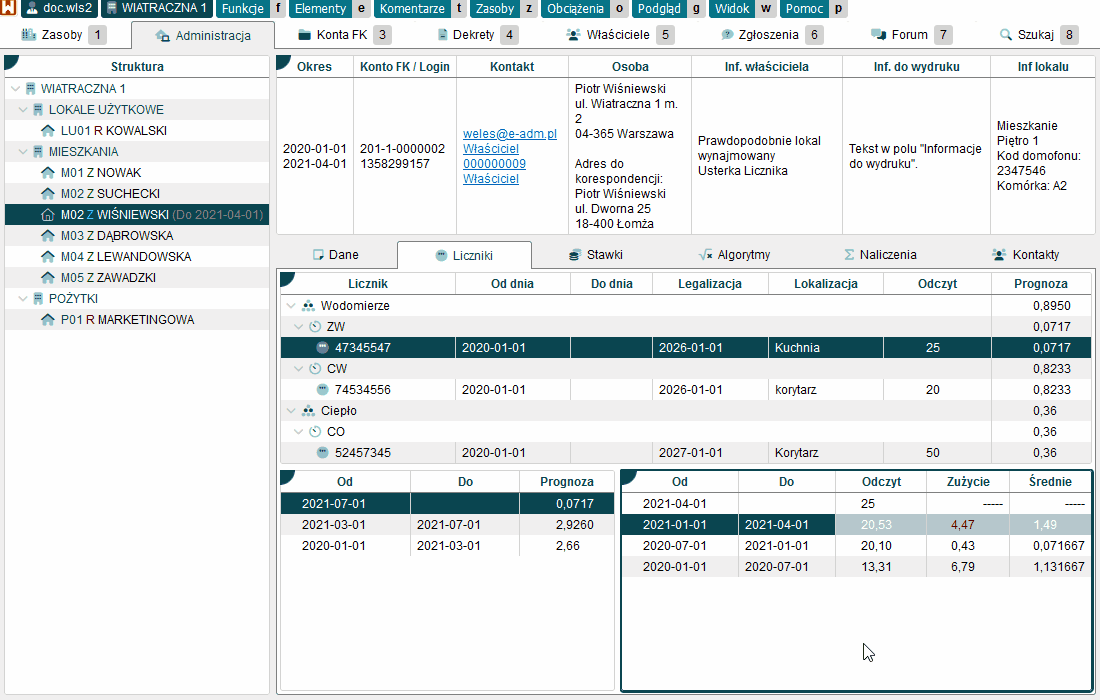 doc.wls2 WIATRACZNA 1 Funkcje f Elementy e Komentarze t Zasoby z Obciążenia o Podgląd g Widok w Pomoc p
Zasoby 1 Administracja Konta FK 3 Dekrety 4 Właściciele 5 Zgłoszenia 6 Forum 7 Szukaj 8
Struktura
WIATRACZNA 1
LOKALE UŻYTKOWE
LU01 R KOWALSKI
MIESZKANIA
M01 Z NOWAK
M02 Z SUCHECKI
M02 Z WIŚNIEWSKI (Do 2021-04-01)
M03 Z DĄBROWSKA
M04 Z LEWANDOWSKA
M05 Z ZAWADZKI
POŻYTKI
P01 R MARKETINGOWA
Okres Konto FK / Login Kontakt Osoba Inf. właściciela Inf. do wydruku Inf lokalu
2020-01-01
2021-04-01
201-1-0000002
1358299157
weles@e-adm.pl
Właściciel
000000009
Właściciel
Piotr Wiśniewski
ul. Wiatraczna 1 m.
2
04-365 Warszawa
Adres do
korespondencji:
Piotr Wiśniewski
ul. Dworna 25
18-400 Łomża
Prawdopodobnie lokal
wynajmowany
Usterka Licznika
Tekst w polu "Informacje
do wydruku".
Mieszkanie
Piętro 1
Kod domofonu:
2347546
Komórka: A2
Dane Liczniki Stawki Algorytmy Naliczenia Kontakty
Licznik Od dnia Do dnia Legalizacja Lokalizacja Odczyt Prognoza
Wodomierze 0,8950
ZW 0,0717
47345547 2020-01-01 2026-01-01 Kuchnia 25 0,0717
CW 0,8233
74534556 2020-01-01 2026-01-01 korytarz 20 0,8233
Ciepło 0,36
CO 0,36
52457345 2020-01-01 2027-01-01 Korytarz 50 0,36
Od Do Prognoza
2021-07-01 0,0717
2021-03-01 2021-07-01 2,9260
2020-01-01 2021-03-01 2,66
Od Do Odczyt Zużycie Średnie
2021-04-01 25 ----- -----
2021-01-01 2021-04-01 20,53 4,47 1,49
2020-07-01 2021-01-01 20,10 0,43 0,071667
2020-01-01 2020-07-01 13,31 6,79 1,131667